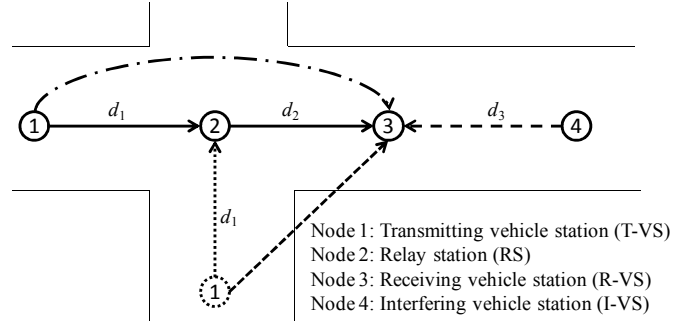 d1 d2 d3
1 2 3 4
d1
1
Node 1: Transmitting vehicle station (T-VS)
Node 2: Relay station (RS)
Node 3: Receiving vehicle station (R-VS)
Node 4: Interfering vehicle station (I-VS)